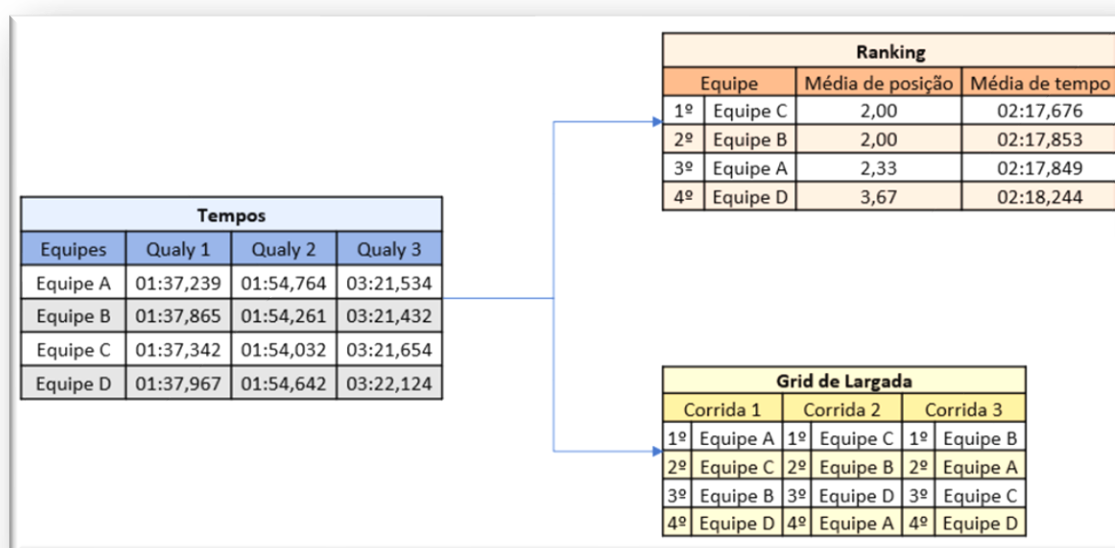 Ranking
Equipe Média de posição Média de tempo
1º Equipe C 2,00 02:17,676
2º Equipe B 2,00 02:17,853
3º Equipe A 2,33 02:17,849
4º Equipe D 3,67 02:18,244
Tempos
Equipes Qualy 1 Qualy 2 Qualy 3
Equipe A 01:37,239 01:54,764 03:21,534
Equipe B 01:37,865 01:54,261 03:21,432
Equipe C 01:37,342 01:54,032 03:21,654
Equipe D 01:37,967 01:54,642 03:22,124
Grid de Largada
Corrida 1 Corrida 2 Corrida 3
1º Equipe A 1º Equipe C 1º Equipe B
2º Equipe C 2º Equipe B 2º Equipe A
3º Equipe B 3º Equipe D 3º Equipe C
4º Equipe D 4º Equipe A 4º Equipe D